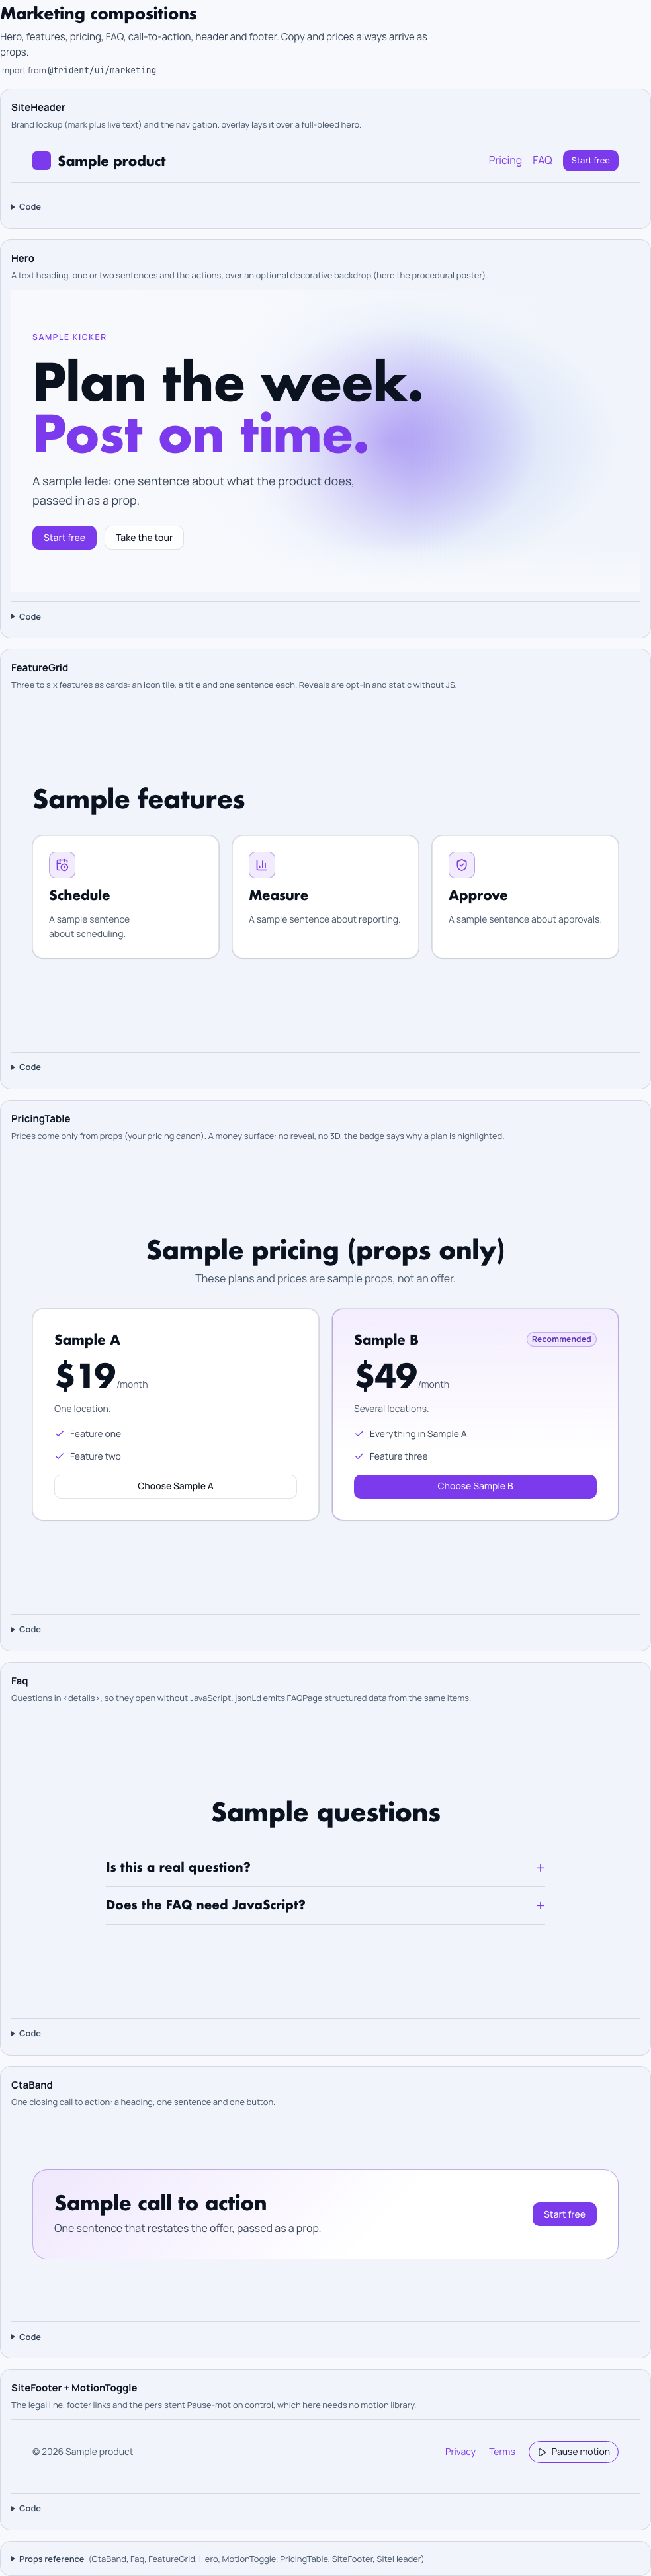 Marketing compositions
Hero, features, pricing, FAQ, call-to-action, header and footer. Copy and prices always arrive as
props.
Import from @trident/ui/marketing
SiteHeader
Brand lockup (mark plus live text) and the navigation. overlay lays it over a full-bleed hero.
Sample product
Pricing FAQ Start free
Code
Hero
A text heading, one or two sentences and the actions, over an optional decorative backdrop (here the procedural poster).
SAMPLE KICKER
Plan the week.
Post on time.
A sample lede: one sentence about what the product does,
passed in as a prop.
Start free Take the tour
Code
FeatureGrid
Three to six features as cards: an icon tile, a title and one sentence each. Reveals are opt-in and static without JS.
Sample features
Schedule
A sample sentence
about scheduling.
Measure
A sample sentence about reporting.
Approve
A sample sentence about approvals.
Code
PricingTable
Prices come only from props (your pricing canon). A money surface: no reveal, no 3D, the badge says why a plan is highlighted.
Sample pricing (props only)
These plans and prices are sample props, not an offer.
Sample A
$19/month
One location.
Feature one
Feature two
Choose Sample A
Sample B Recommended
$49/month
Several locations.
Everything in Sample A
Feature three
Choose Sample B
Code
Faq
Questions in <details>, so they open without JavaScript. jsonLd emits FAQPage structured data from the same items.
Sample questions
Is this a real question? +
Does the FAQ need JavaScript? +
Code
CtaBand
One closing call to action: a heading, one sentence and one button.
Sample call to action
One sentence that restates the offer, passed as a prop.
Start free
Code
SiteFooter + MotionToggle
The legal line, footer links and the persistent Pause-motion control, which here needs no motion library.
© 2026 Sample product
Privacy Terms Pause motion
Code
Props reference (CtaBand, Faq, FeatureGrid, Hero, MotionToggle, PricingTable, SiteFooter, SiteHeader)